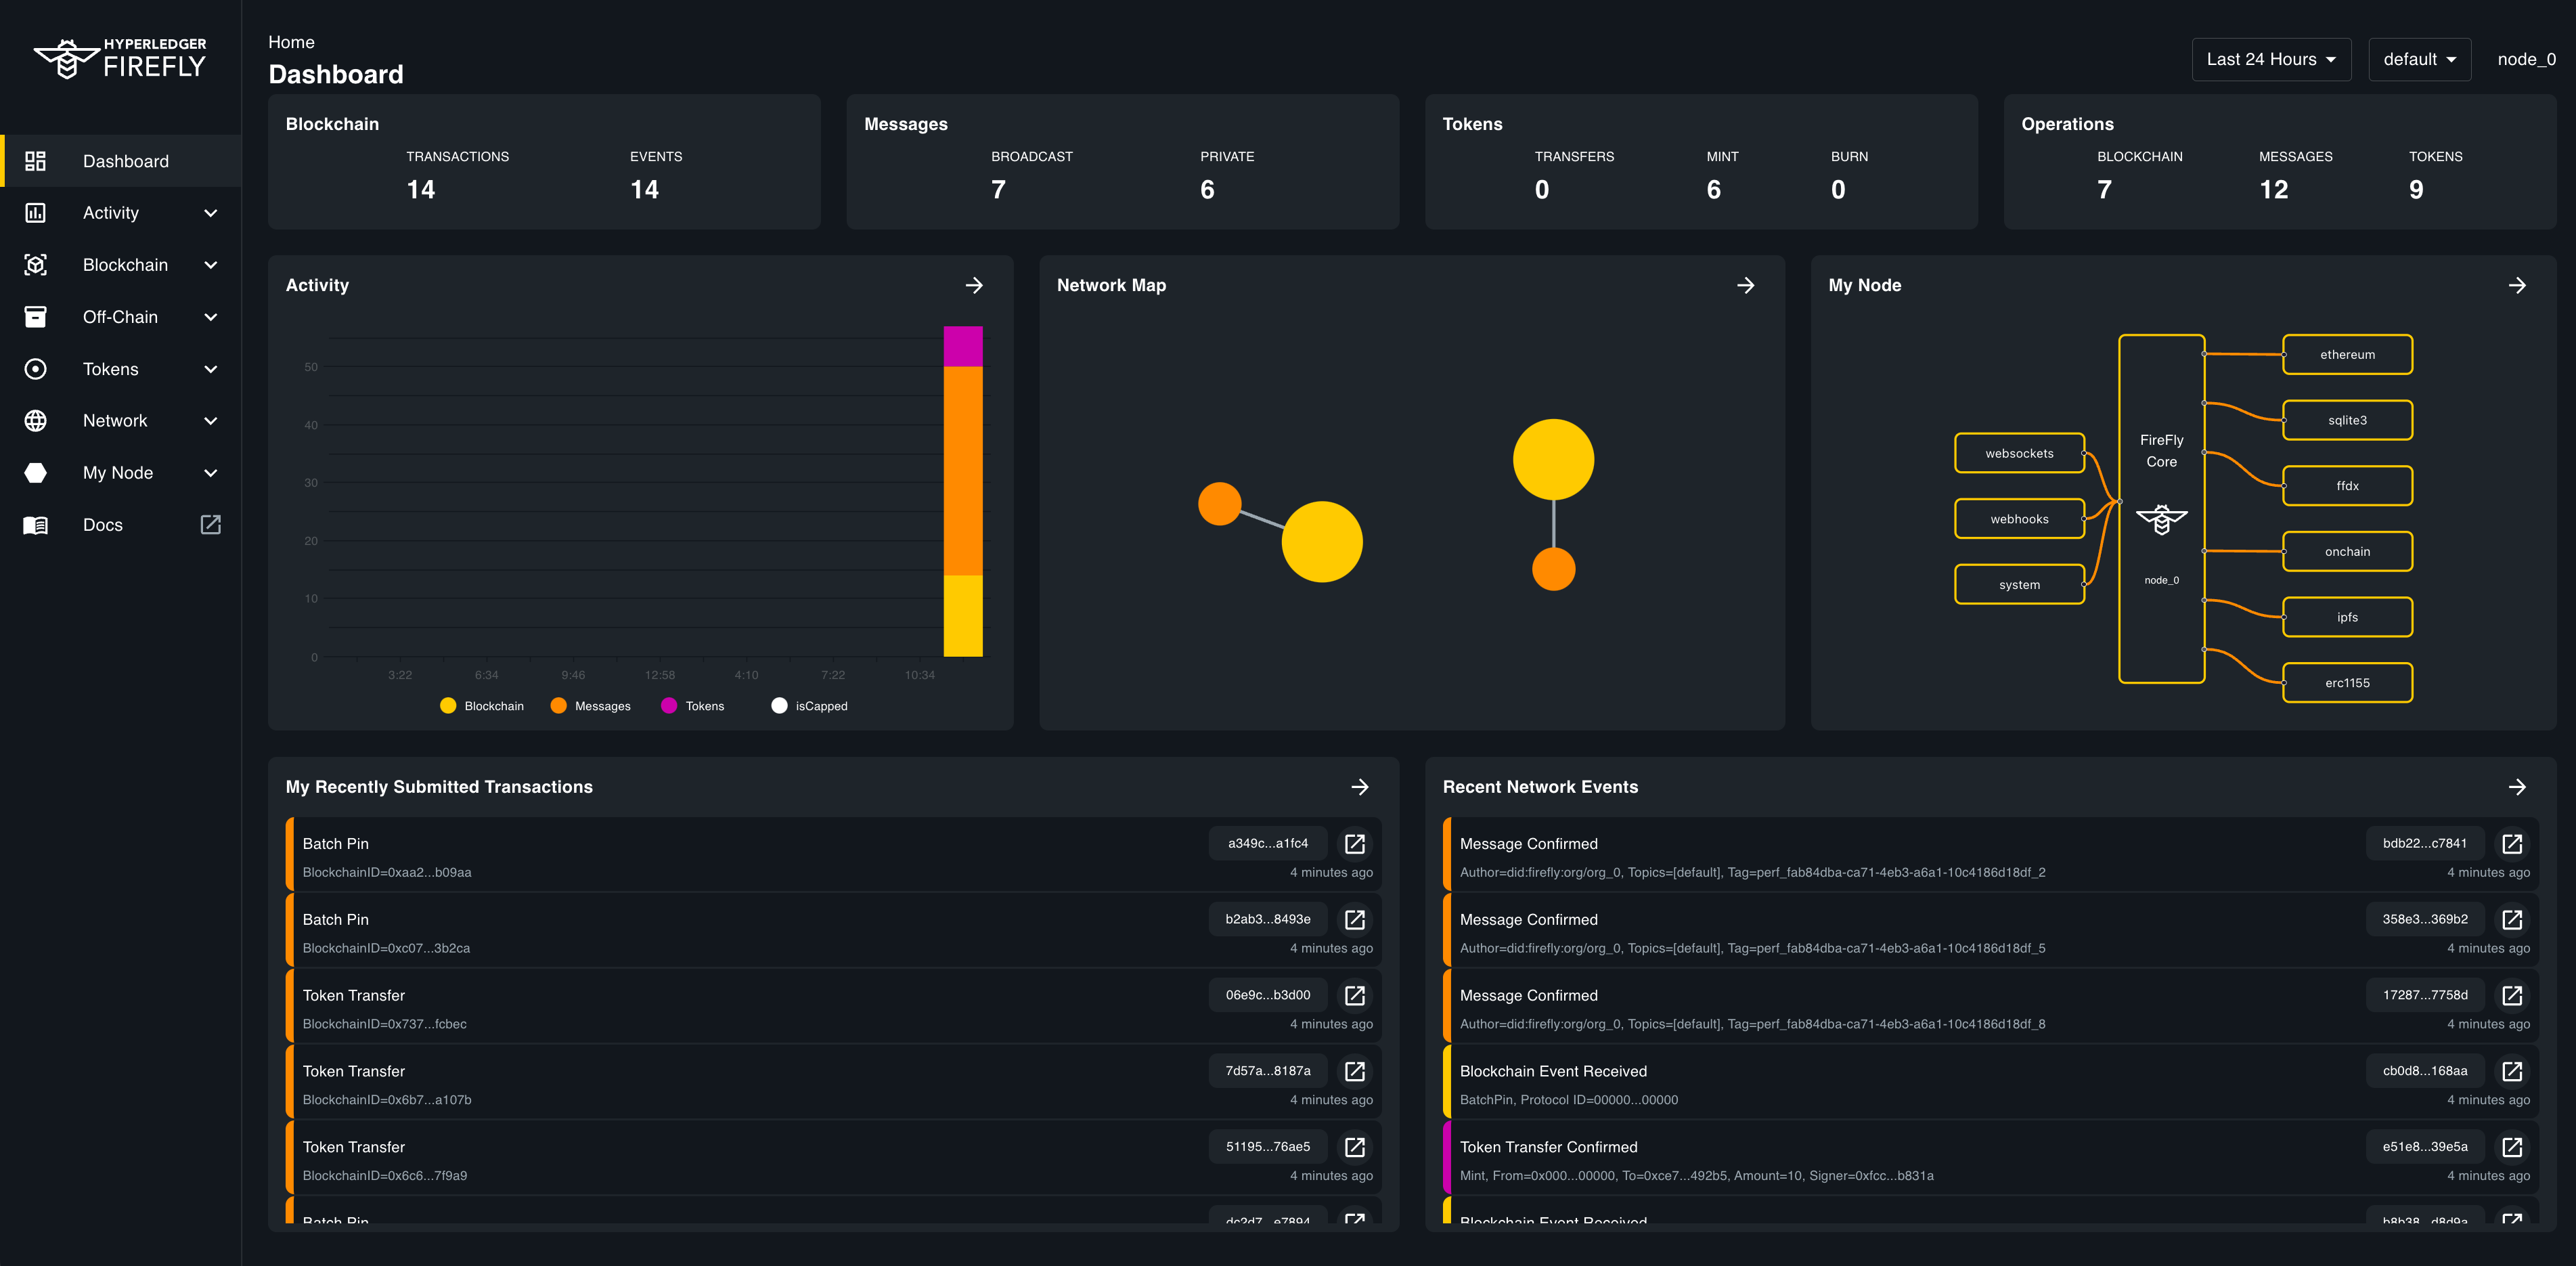 HYPERLEDGER
FIREFLY
Dashboard
Activity
Blockchain
Off-Chain
Tokens
Network
My Node
Docs
Home
Dashboard
Last 24 Hours
default
node_0
Blockchain
TRANSACTIONS EVENTS
14 14
Messages
BROADCAST PRIVATE
7 6
Tokens
TRANSFERS MINT BURN
0 6 0
Operations
BLOCKCHAIN MESSAGES TOKENS
7 12 9
Activity
50
40
30
20
10
0
3:22 6:34 9:46 12:58 4:10 7:22 10:34
Blockchain Messages Tokens isCapped
Network Map
My Node
websockets
webhooks
system
FireFly
Core
node_0
ethereum
sqlite3
ffdx
onchain
ipfs
erc1155
My Recently Submitted Transactions
Batch Pin a349c...a1fc4
BlockchainID=0xaa2...b09aa 4 minutes ago
Batch Pin b2ab3...8493e
BlockchainID=0xc07...3b2ca 4 minutes ago
Token Transfer 06e9c...b3d00
BlockchainID=0x737...fcbec 4 minutes ago
Token Transfer 7d57a...8187a
BlockchainID=0x6b7...a107b 4 minutes ago
Token Transfer 51195...76ae5
BlockchainID=0x6c6...7f9a9 4 minutes ago
Batch Pin dc2d7...e7894
Recent Network Events
Message Confirmed bdb22...c7841
Author=did:firefly:org/org_0, Topics=[default], Tag=perf_fab84dba-ca71-4eb3-a6a1-10c4186d18df_2 4 minutes ago
Message Confirmed 358e3...369b2
Author=did:firefly:org/org_0, Topics=[default], Tag=perf_fab84dba-ca71-4eb3-a6a1-10c4186d18df_5 4 minutes ago
Message Confirmed 17287...7758d
Author=did:firefly:org/org_0, Topics=[default], Tag=perf_fab84dba-ca71-4eb3-a6a1-10c4186d18df_8 4 minutes ago
Blockchain Event Received cb0d8...168aa
BatchPin, Protocol ID=00000...00000 4 minutes ago
Token Transfer Confirmed e51e8...39e5a
Mint, From=0x000...00000, To=0xce7...492b5, Amount=10, Signer=0xfcc...b831a 4 minutes ago
Blockchain Event Received b8b38...d8d9a